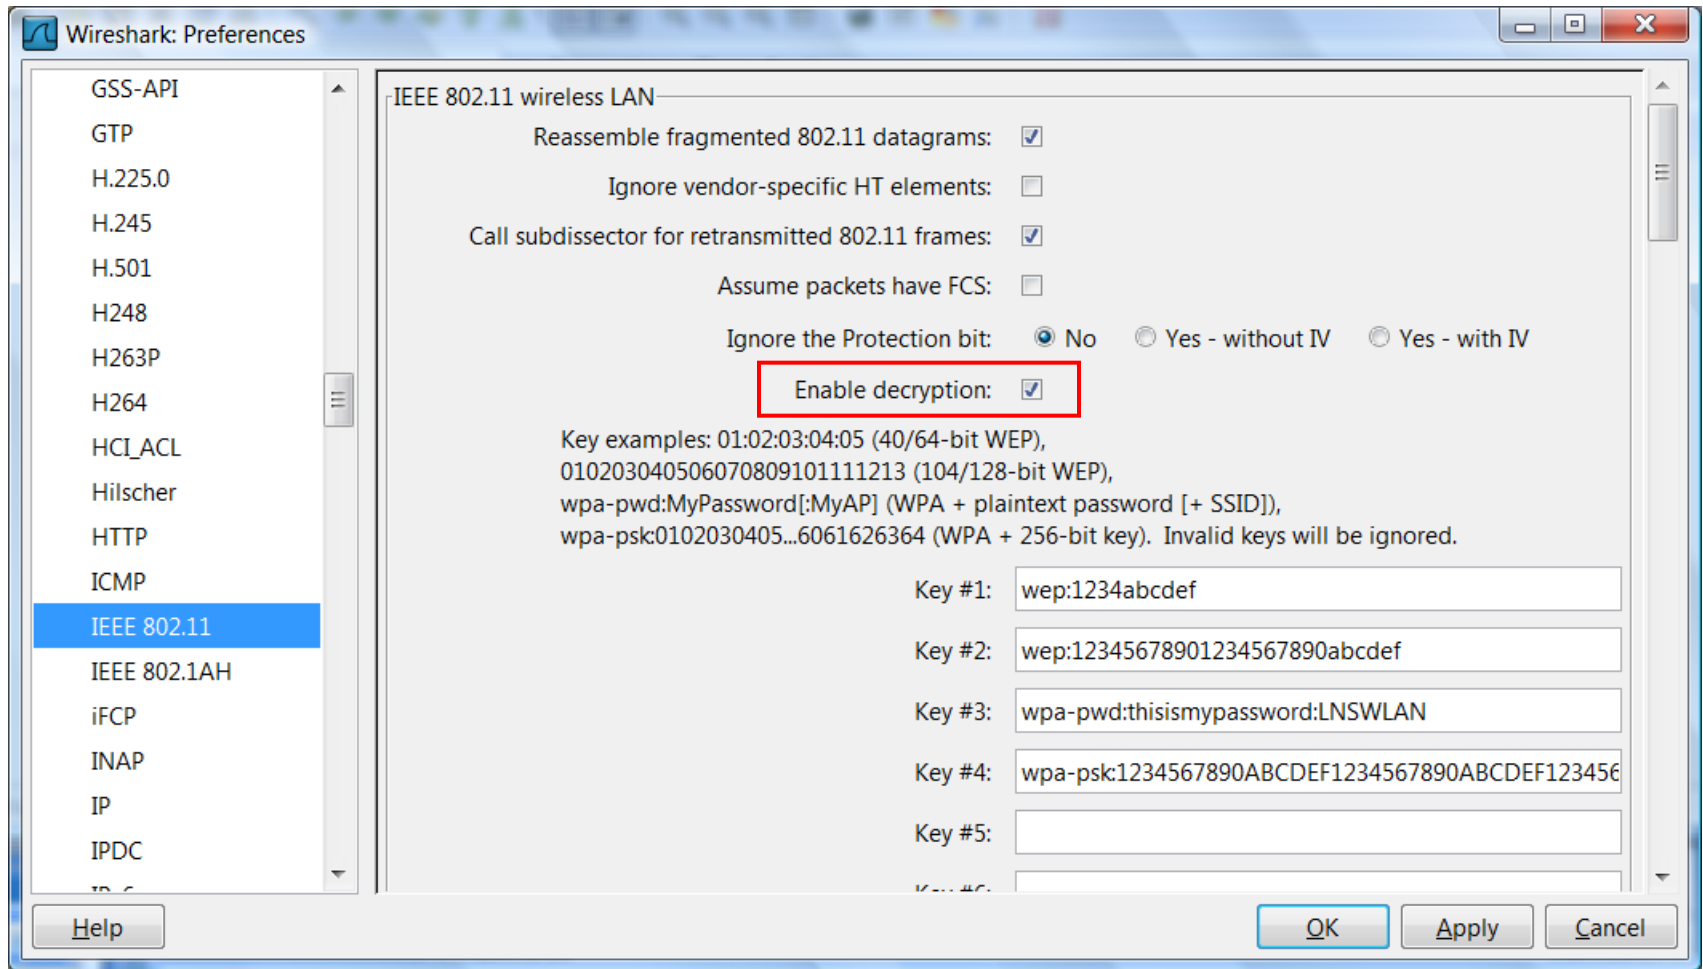 Wireshark: Preferences
GSS-API
GTP
H.225.0
H.245
H.501
H248
H263P
H264
HCI_ACL
Hilscher
HTTP
ICMP
IEEE 802.11
IEEE 802.1AH
iFCP
INAP
IP
IPDC
IEEE 802.11 wireless LAN
Reassemble fragmented 802.11 datagrams:
Ignore vendor-specific HT elements:
Call subdissector for retransmitted 802.11 frames:
Assume packets have FCS:
Ignore the Protection bit: No Yes - without IV Yes - with IV
Enable decryption:
Key examples: 01:02:03:04:05 (40/64-bit WEP),
010203040506070809101111213 (104/128-bit WEP),
wpa-pwd:MyPassword[:MyAP] (WPA + plaintext password [+ SSID]),
wpa-psk:0102030405...6061626364 (WPA + 256-bit key).  Invalid keys will be ignored.
Key #1: wep:1234abcdef
Key #2: wep:12345678901234567890abcdef
Key #3: wpa-pwd:thisismypassword:LNSWLAN
Key #4: wpa-psk:1234567890ABCDEF1234567890ABCDEF123456
Key #5:
Help
OK Apply Cancel